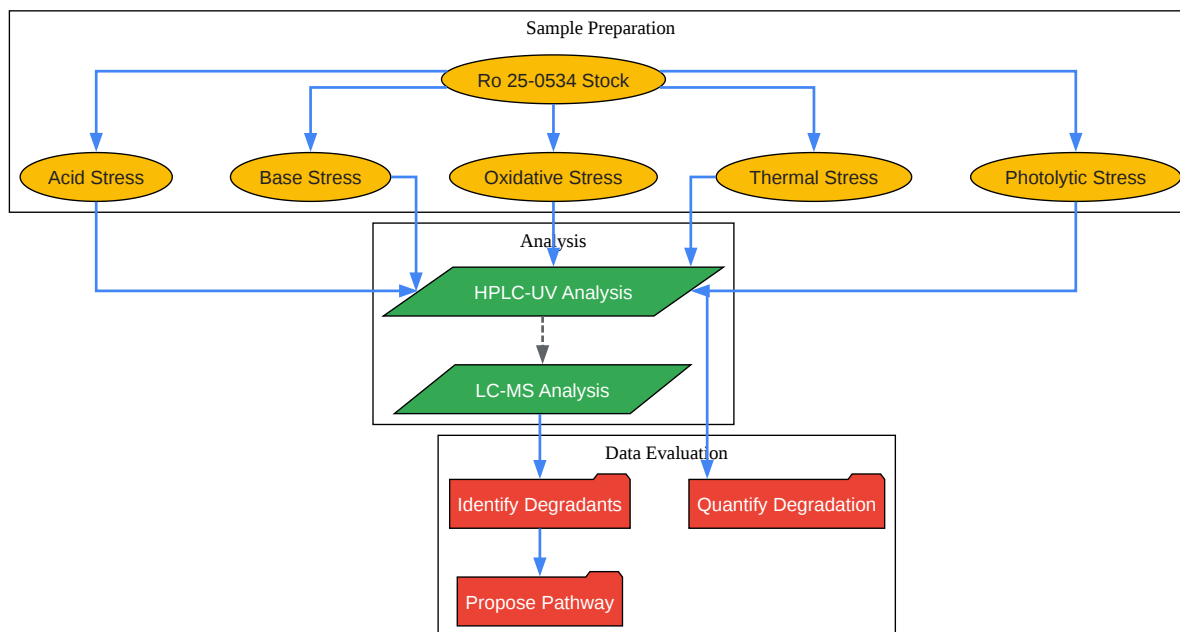 Sample Preparation
Ro 25-0534 Stock
Acid Stress
Base Stress
Oxidative Stress
Thermal Stress
Photolytic Stress
Analysis
HPLC-UV Analysis
LC-MS Analysis
Data Evaluation
Identify Degradants
Quantify Degradation
Propose Pathway